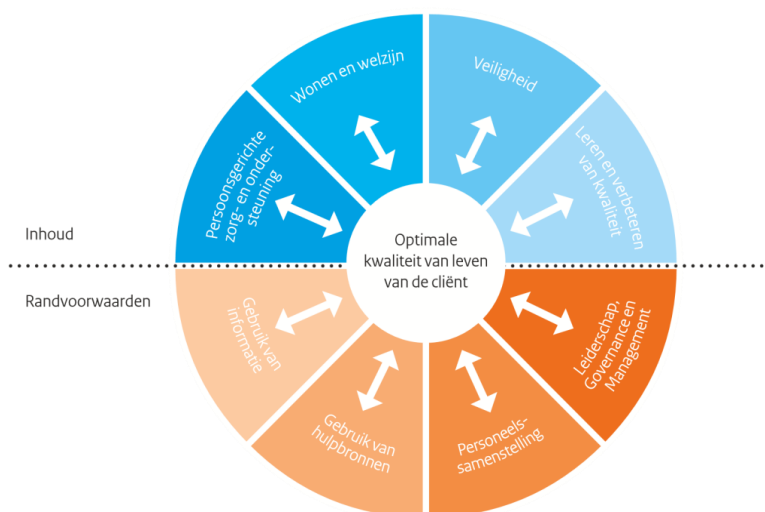 Wonen en welzijn
Veiligheid
Persoonsgerichte
zorg- en onder-
steuning
Leren en verbeteren
van kwaliteit
Inhoud
Optimale
kwaliteit van leven
van de cliënt
Randvoorwaarden
Gebruik van
informatie
Leiderschap,
Governance en
Management
Gebruik van
hulpbronnen
Personeels-
samenstelling